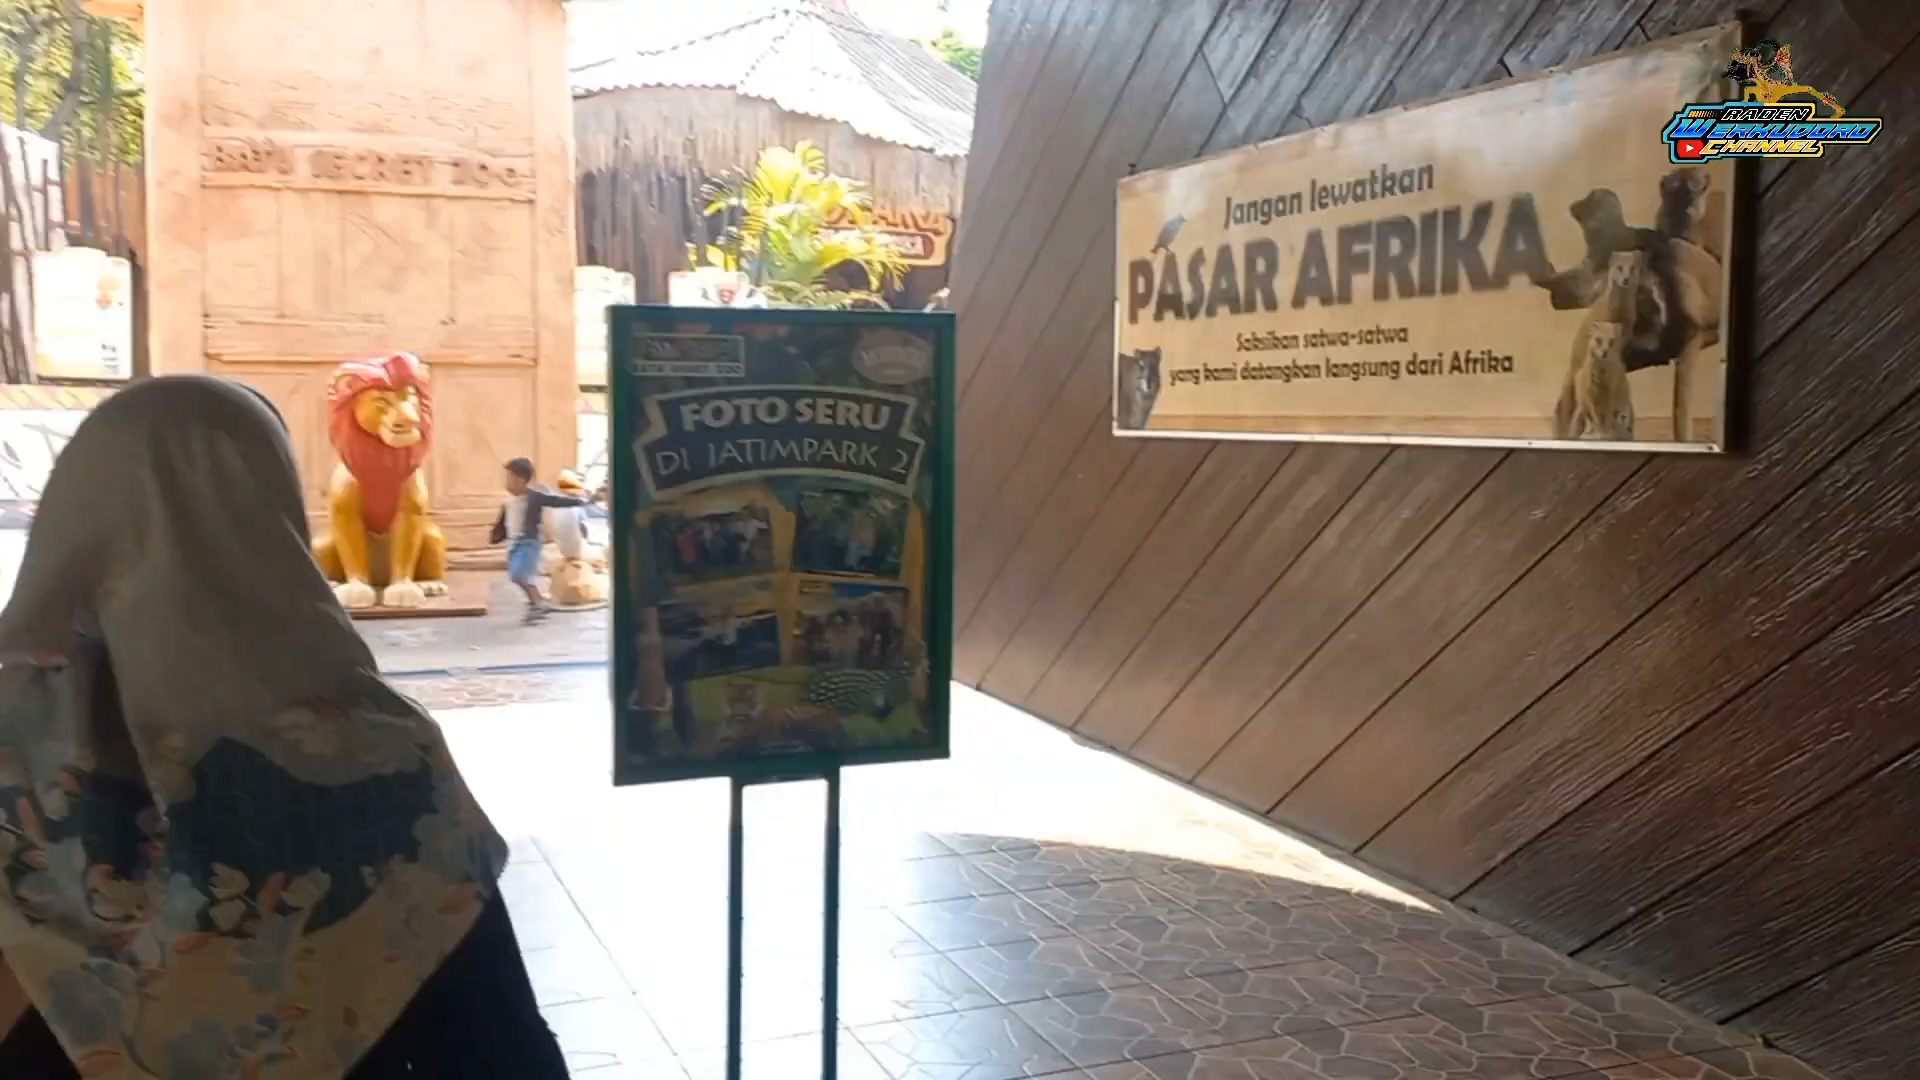 BATU SECRET ZOO
FOTO SERU
DI JATIMPARK 2
Jangan lewatkan
PASAR AFRIKA
Saksikan satwa-satwa
yang kami datangkan langsung dari Afrika
RADEN
WERKUDORO
CHANNEL